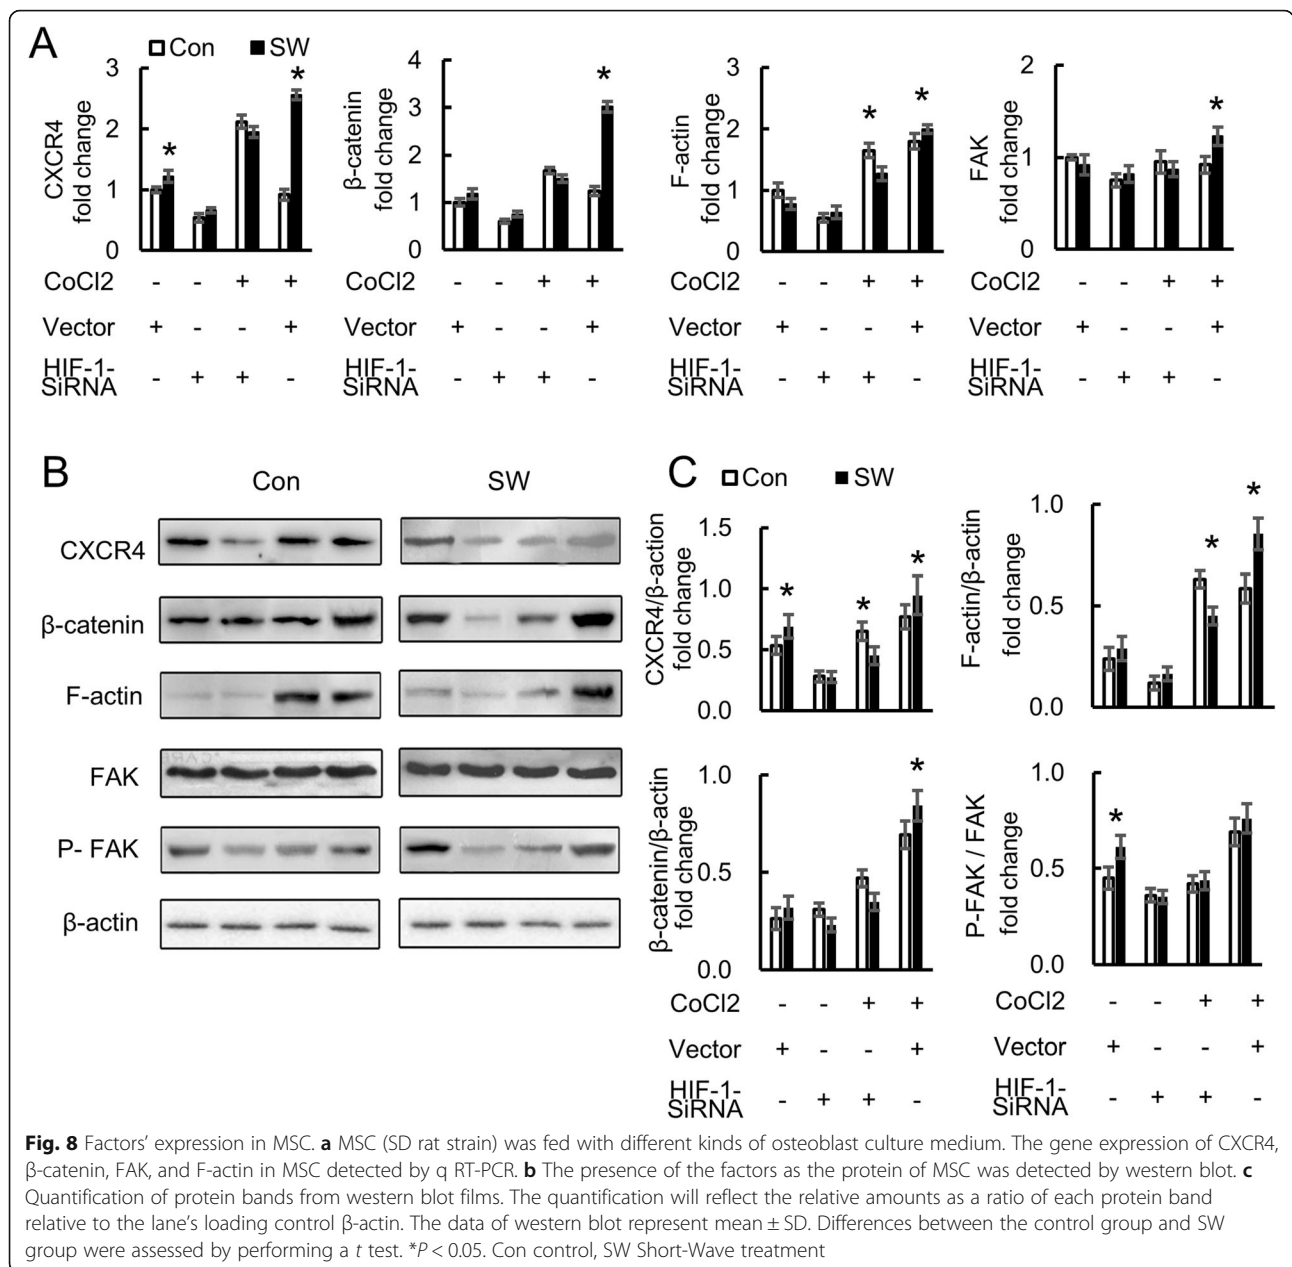 A
Con SW
CXCR4
fold change
3
2
1
0
* *
β-catenin
fold change
4
3
2
1
0
*
F-actin
fold change
3
2
1
0
* *
FAK
fold change
2
1
0
*
CoCl2 - - + + CoCl2 - - + + CoCl2 - - + + CoCl2 - - + +
Vector + - - + Vector + - - + Vector + - - + Vector + - - +
HIF-1-
SiRNA - + + - HIF-1-
SiRNA - + + - HIF-1-
SiRNA - + + - HIF-1-
SiRNA - + + -
B
Con SW
CXCR4
β-catenin
F-actin
FAK
P- FAK
β-actin
C
Con SW
CXCR4/β-action
fold change
1.5
1.0
0.5
0.0
* * *
F-actin/β-actin
fold change
1.0
0.5
0.0
* *
β-catenin/β-actin
fold change
1.0
0.5
0.0
*
P-FAK / FAK
fold change
1.0
0.5
0.0
*
CoCl2 - - + + CoCl2 - - + +
Vector + - - + Vector + - - +
HIF-1-
SiRNA - + + - HIF-1-
SiRNA - + + -
Fig. 8 Factors' expression in MSC. a MSC (SD rat strain) was fed with different kinds of osteoblast culture medium. The gene expression of CXCR4,
β-catenin, FAK, and F-actin in MSC detected by q RT-PCR. b The presence of the factors as the protein of MSC was detected by western blot. c
Quantification of protein bands from western blot films. The quantification will reflect the relative amounts as a ratio of each protein band
relative to the lane's loading control β-actin. The data of western blot represent mean ± SD. Differences between the control group and SW
group were assessed by performing a t test. *P < 0.05. Con control, SW Short-Wave treatment